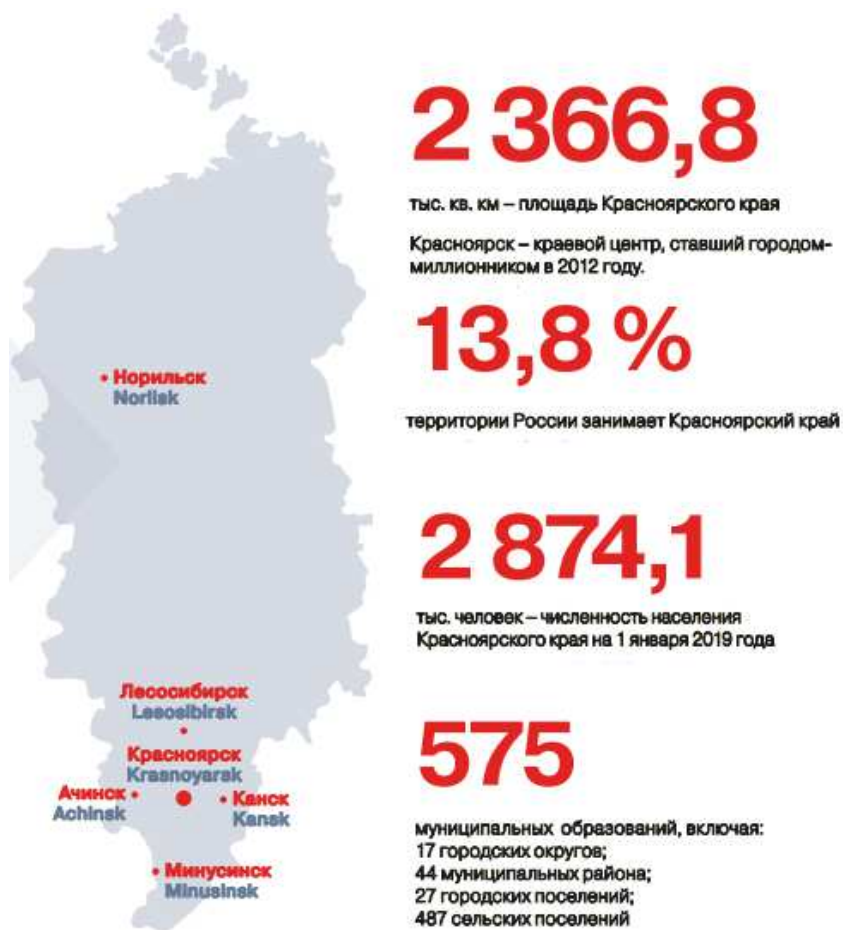 2 366,8
тыс. кв. км – площадь Красноярского края
Красноярск – краевой центр, ставший городом-
миллионником в 2012 году.
13,8 %
территории России занимает Красноярский край
2 874,1
тыс. человек – численность населения
Красноярского края на 1 января 2019 года
575
муниципальных образований, включая:
17 городских округов;
44 муниципальных района;
27 городских поселений;
487 сельских поселений
Норильск
Norilsk
Лесосибирск
Lesosibirsk
Красноярск
Krasnoyarsk
Ачинск
Achinsk
Канск
Kansk
Минусинск
Minusinsk